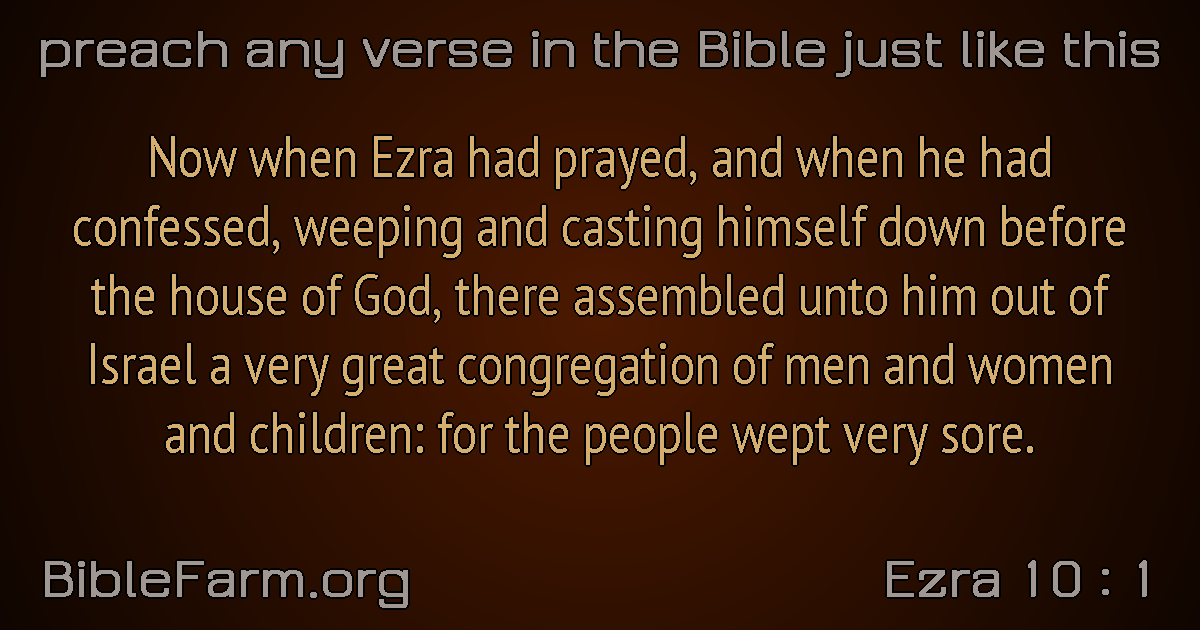 preach any verse in the Bible just like this
Now when Ezra had prayed, and when he had
confessed, weeping and casting himself down before
the house of God, there assembled unto him out of
Israel a very great congregation of men and women
and children: for the people wept very sore.
BibleFarm.org
Ezra 10 : 1